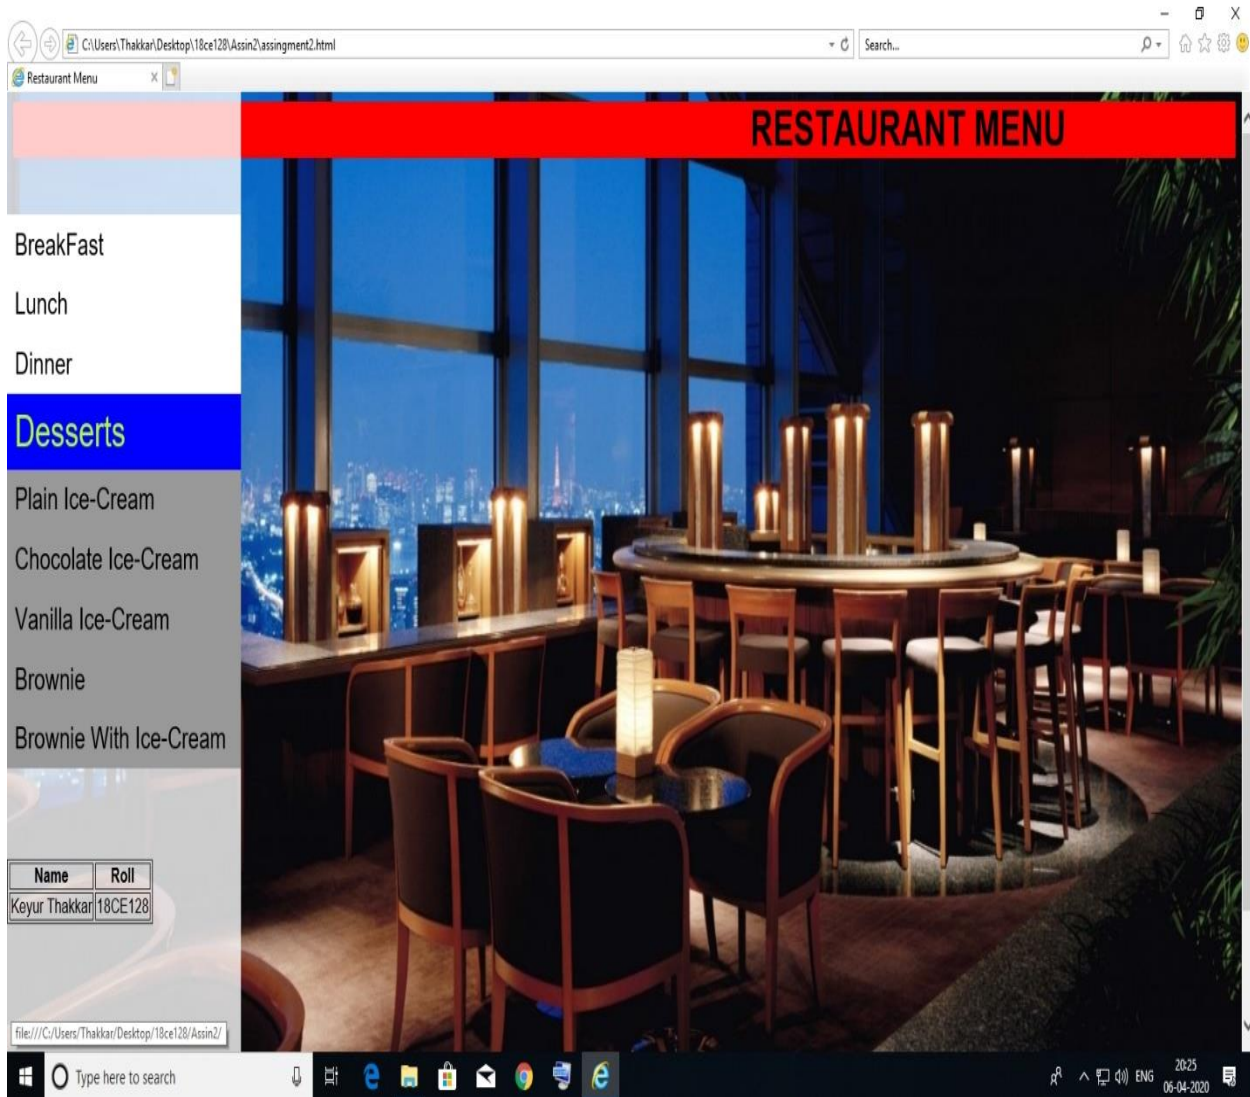 C:\Users\Thakkar\Desktop\18ce128\Assin2\assingment2.html
Search...
Restaurant Menu
RESTAURANT MENU
BreakFast
Lunch
Dinner
Desserts
Plain Ice-Cream
Chocolate Ice-Cream
Vanilla Ice-Cream
Brownie
Brownie With Ice-Cream
Name Roll
Keyur Thakkar 18CE128
file:///C:/Users/Thakkar/Desktop/18ce128/Assin2/
Type here to search
ENG
20:25
06-04-2020